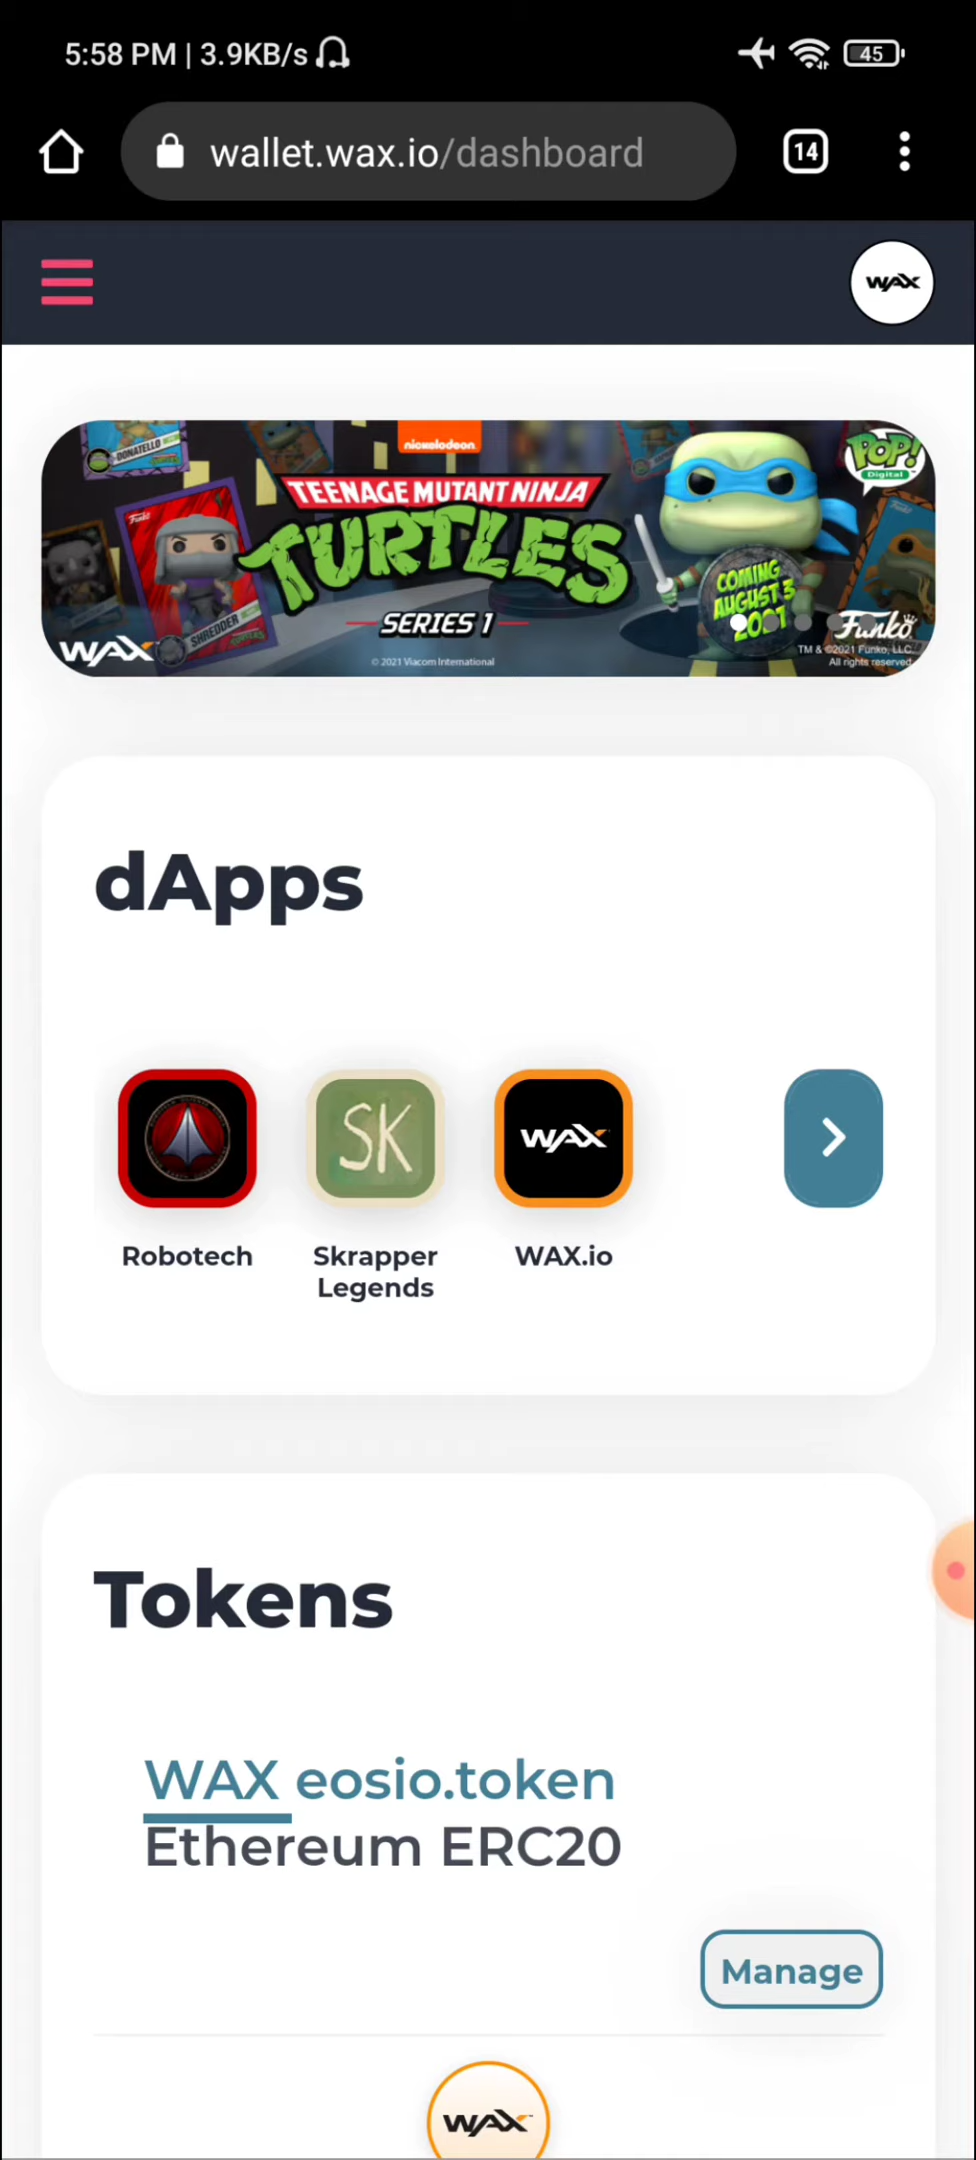 5:58 PM | 3.9KB/s
45
wallet.wax.io/dashboard
14
WAX
DONATELLO
nickelodeon
POP!
Digital
TEENAGE MUTANT NINJA
TURTLES
Funko
COMING
AUGUST 3
2021
SERIES 1
SHREDDER
WAX
Funko
© 2021 Viacom International
TM & ©2021 Funko, LLC.
All rights reserved.
dApps
SK
WAX
Robotech
Skrapper
Legends
WAX.io
Tokens
WAX eosio.token
Ethereum ERC20
Manage
WAX